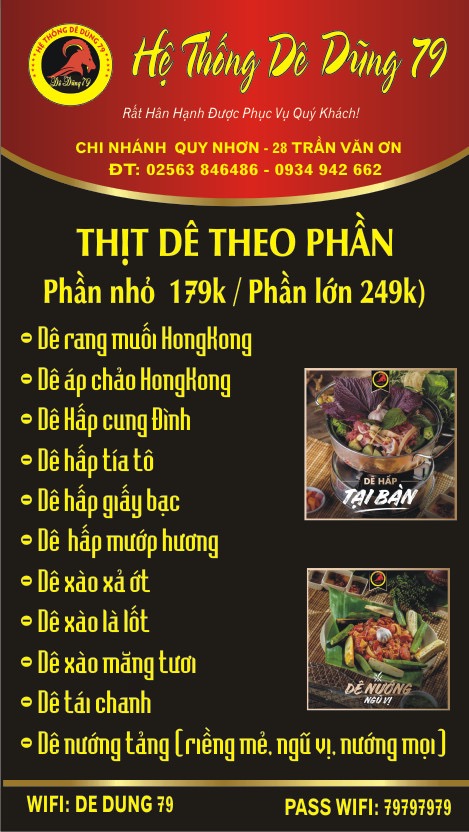 HỆ THỐNG DÊ DŨNG 79
Dê Dũng 79
Hệ Thống Dê Dũng 79
Rất Hân Hạnh Được Phục Vụ Quý Khách!
CHI NHÁNH QUY NHƠN - 28 TRẦN VĂN ƠN
ĐT: 02563 846486 - 0934 942 662
THỊT DÊ THEO PHẦN
Phần nhỏ 179k / Phần lớn 249k)
- Dê rang muối HongKong
- Dê áp chảo HongKong
- Dê Hấp cung Đình
- Dê hấp tía tô
- Dê hấp giấy bạc
- Dê hấp mướp hương
- Dê xào xả ớt
- Dê xào là lốt
- Dê xào măng tươi
- Dê tái chanh
- Dê nướng tảng (riềng mẻ, ngũ vị, nướng mọi)
DÊ HẤP
TẠI BÀN
DÊ NƯỚNG
NGŨ VỊ
WIFI: DE DUNG 79
PASS WIFI: 79797979